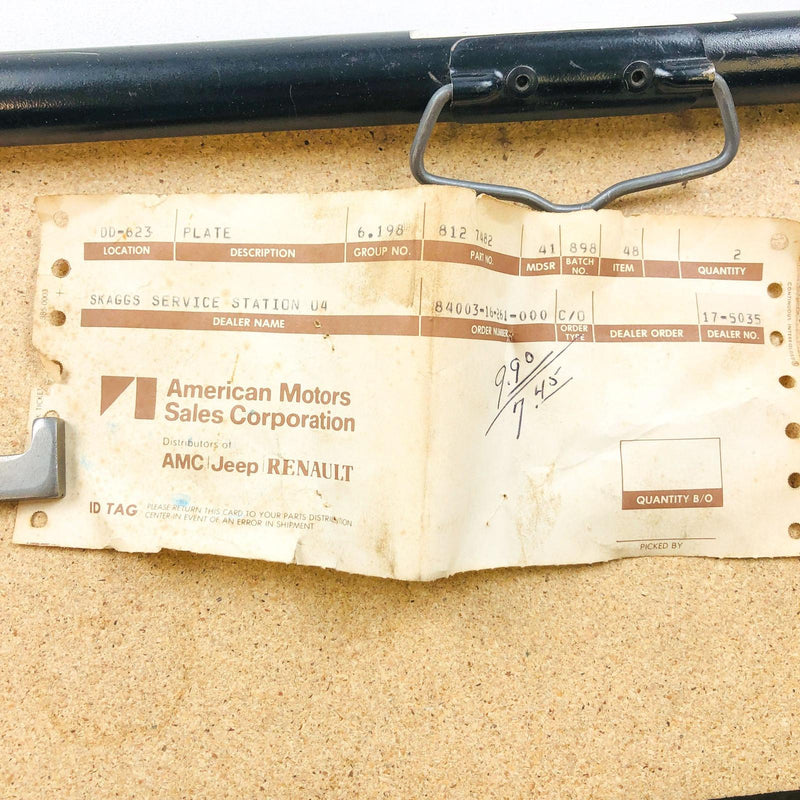 DD-623 PLATE 6.198 812 7482 41 898 48 2
LOCATION DESCRIPTION GROUP NO. PART NO. MDSR BATCH NO. ITEM QUANTITY
SKAGGS SERVICE STATION 04 84003-16-261-000 C/O 17-5035
DEALER NAME ORDER NUMBER ORDER TYPE DEALER ORDER DEALER NO.
9.90
7.45
American Motors
Sales Corporation
Distributors of
AMC Jeep RENAULT
QUANTITY B/O
ID TAG PLEASE RETURN THIS CARD TO YOUR PARTS DISTRIBUTION
CENTER IN EVENT OF AN ERROR IN SHIPMENT
PICKED BY